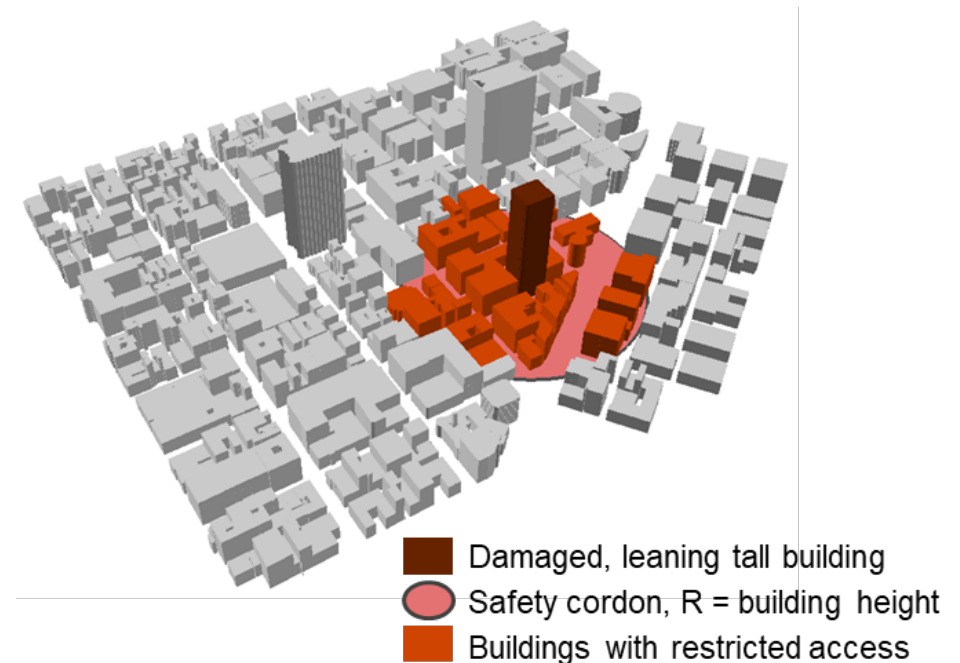 Damaged, leaning tall building
Safety cordon, R = building height
Buildings with restricted access